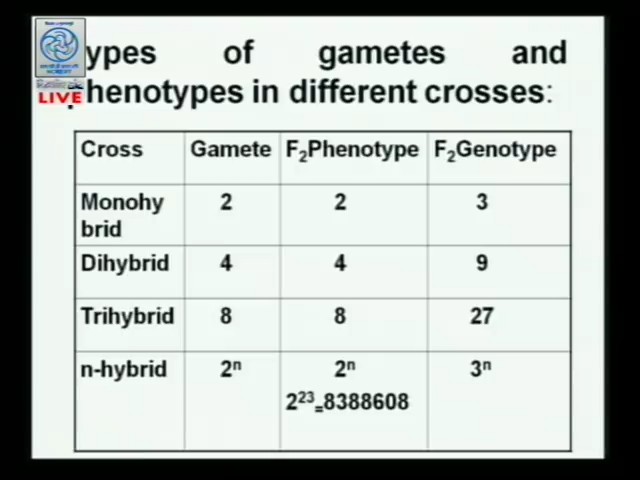 ypes of gametes and
LIVE
henotypes in different crosses:
Cross Gamete F₂Phenotype F₂Genotype
Monohy
brid 2 2 3
Dihybrid 4 4 9
Trihybrid 8 8 27
n-hybrid 2ⁿ 2ⁿ 3ⁿ
2²³=8388608